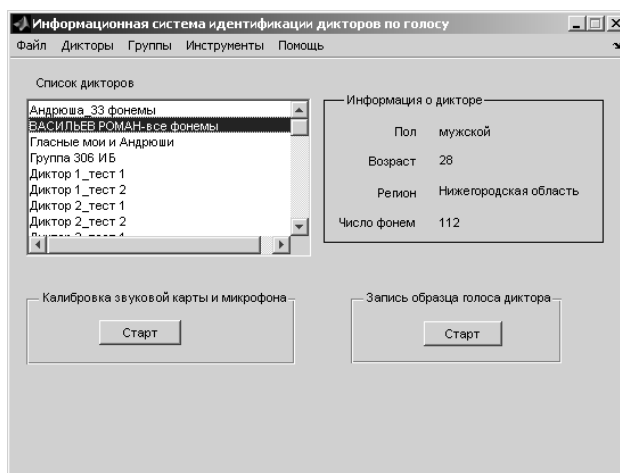 Информационная система идентификации дикторов по голосу
Файл Дикторы Группы Инструменты Помощь
Список дикторов
Андрюша_33 фонемы
ВАСИЛЬЕВ РОМАН-все фонемы
Гласные мои и Андрюши
Группа 306 ИБ
Диктор 1_тест 1
Диктор 1_тест 2
Диктор 2_тест 1
Диктор 2_тест 2
Информация о дикторе
Пол мужской
Возраст 28
Регион Нижегородская область
Число фонем 112
Калибровка звуковой карты и микрофона
Старт
Запись образца голоса диктора
Старт